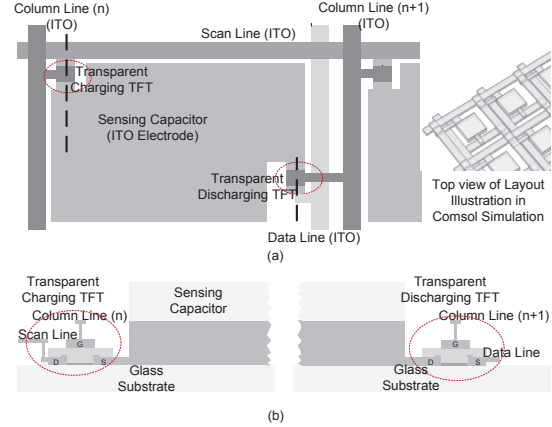 Column Line (n)
(ITO)
Column Line (n+1)
(ITO)
Scan Line (ITO)
Transparent
Charging TFT
Sensing Capacitor
(ITO Electrode)
Transparent
Discharging TFT
Data Line (ITO)
Top view of Layout
Illustration in
Comsol Simulation
(a)
Transparent
Charging TFT
Column Line (n)
Scan Line
G
D
S
Sensing
Capacitor
Glass
Substrate
Transparent
Discharging TFT
Column Line (n+1)
G
D
S
Data Line
Glass
Substrate
(b)